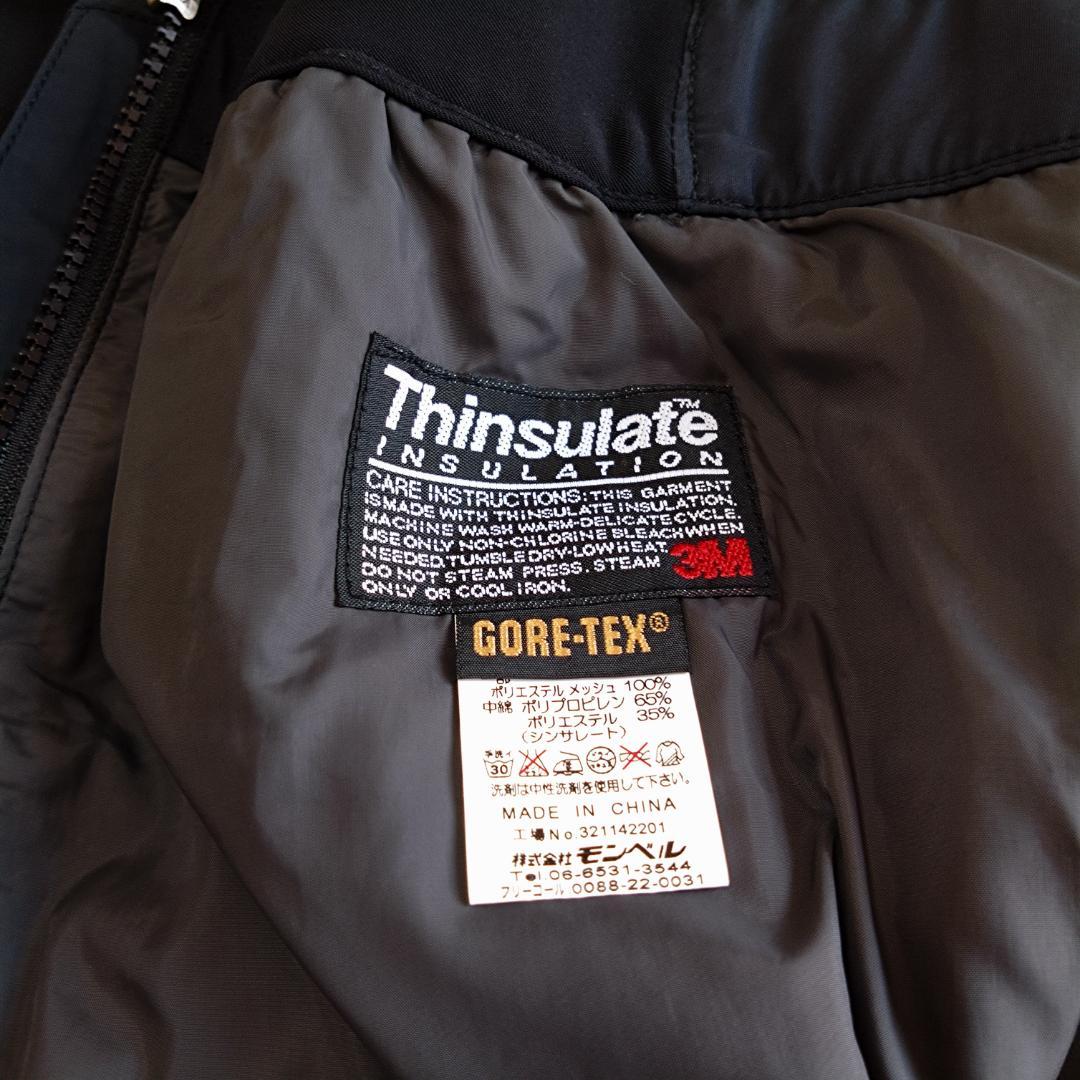 Thinsulate™
INSULATION
CARE INSTRUCTIONS: THIS GARMENT
IS MADE WITH THINSULATE INSULATION.
MACHINE WASH WARM-DELICATE CYCLE.
USE ONLY NON-CHLORINE BLEACH WHEN
NEEDED. TUMBLE DRY-LOW HEAT.
DO NOT STEAM PRESS. STEAM
ONLY OR COOL IRON.
3M
GORE-TEX®
ポリエステル メッシュ 100%
中綿 ポリプロピレン 65%
ポリエステル 35%
(シンサレート)
手洗イ
30
洗剤は中性洗剤を使用して下さい。
MADE IN CHINA
工場No.321142201
株式会社 モンベル
Tel.06-6531-3544
フリーコール 0088-22-0031